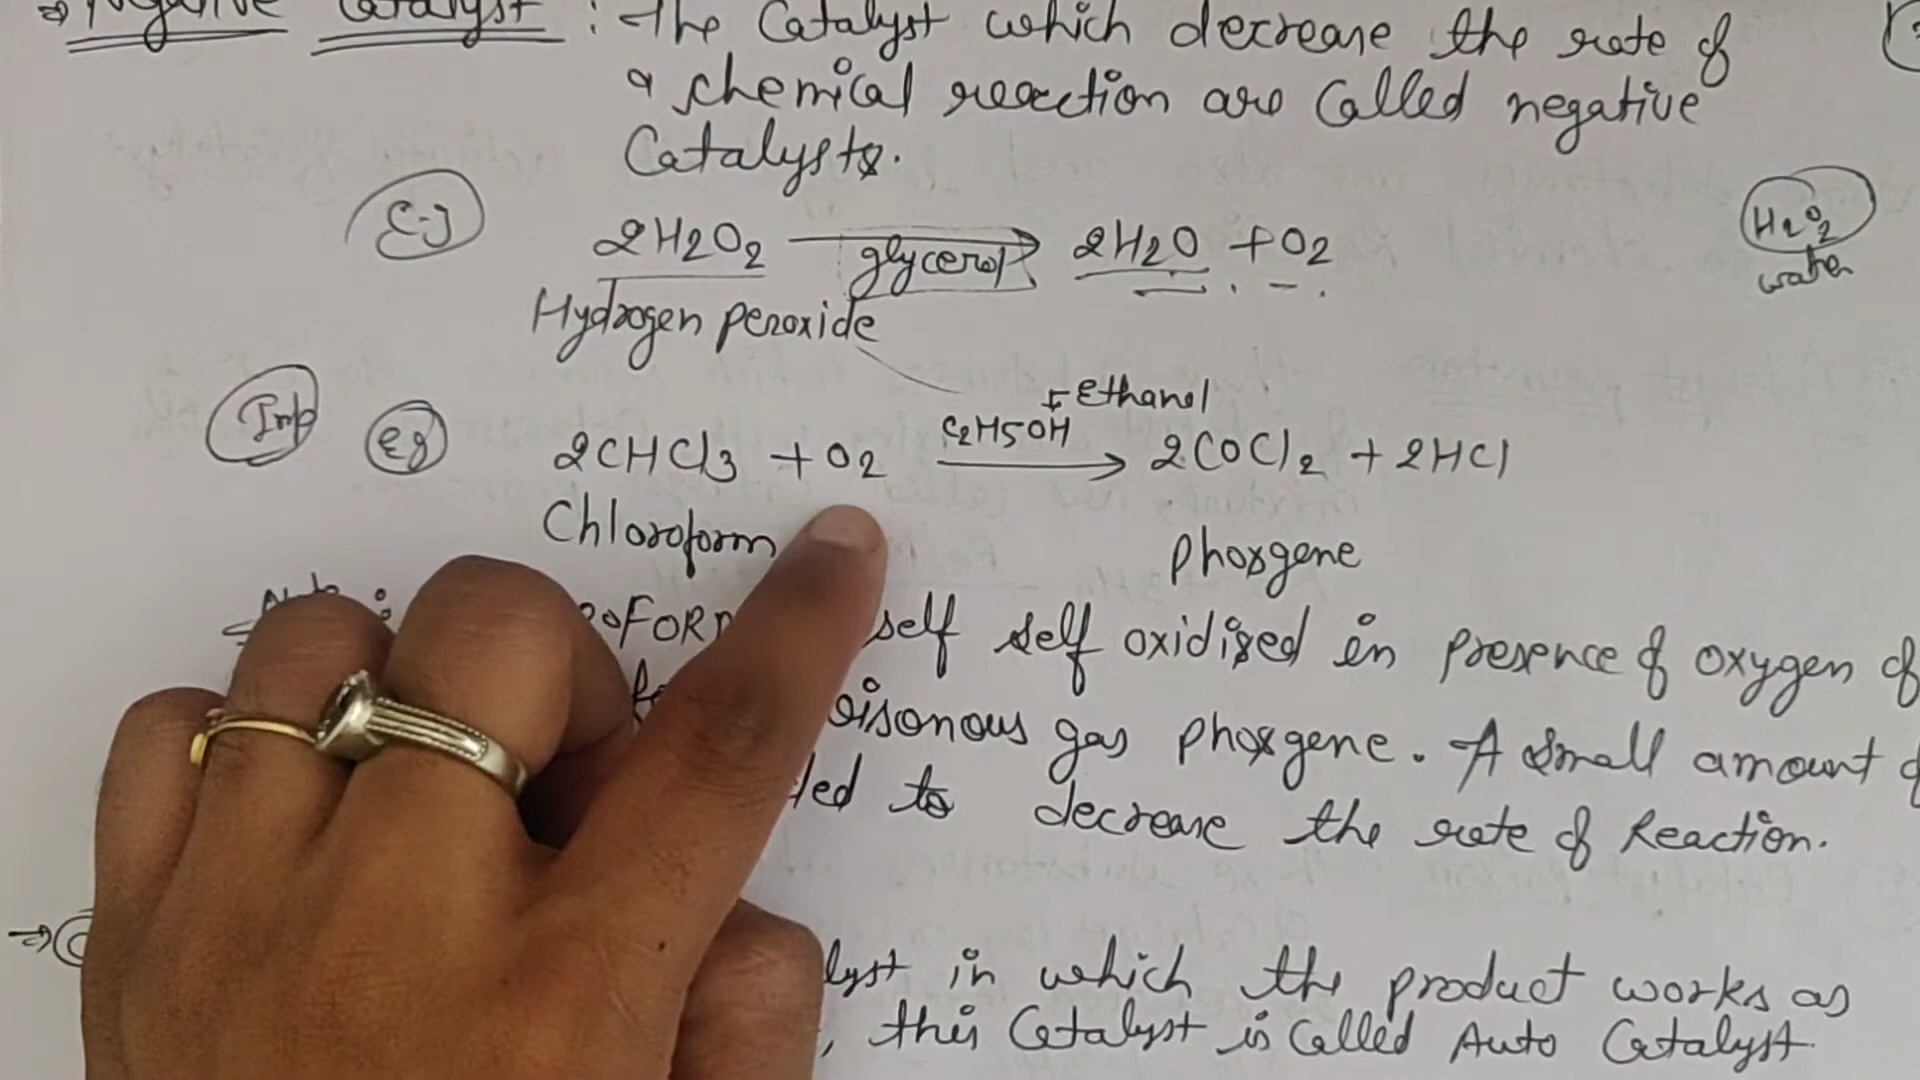 ⇒ Negative Catalyst : The Catalyst which decrease the rate of
a chemical reaction are Called negative
Catalysts.
E.g 2H2O2 → glycerol 2H2O + O2
H2O2
water
Hydrogen peroxide
Ethanol
Imp eg 2CHCl3 + O2 C2H5OH → 2COCl2 + 2HCl
Chloroform phosgene
self self oxidised in presence of oxygen of
oisonous gas phosgene. A small amount
ded to decrease the rate of Reaction.
⇒ lyst in which the product works as
, this Catalyst is Called Auto Catalyst.